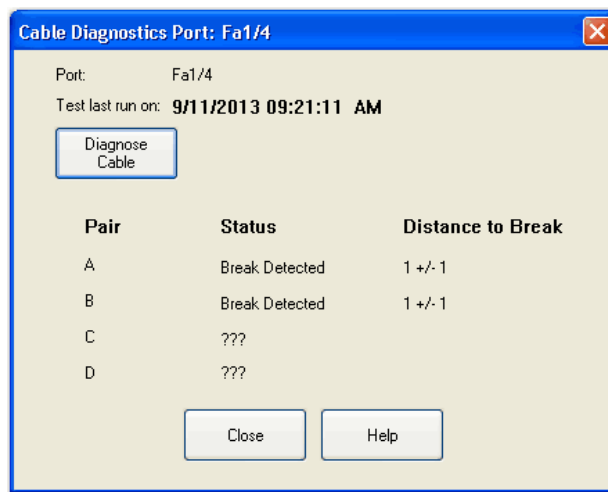 Cable Diagnostics Port: Fa1/4
Port: Fa1/4
Test last run on: 9/11/2013 09:21:11 AM
Diagnose
Cable
Pair Status Distance to Break
A Break Detected 1 +/- 1
B Break Detected 1 +/- 1
C ???
D ???
Close Help